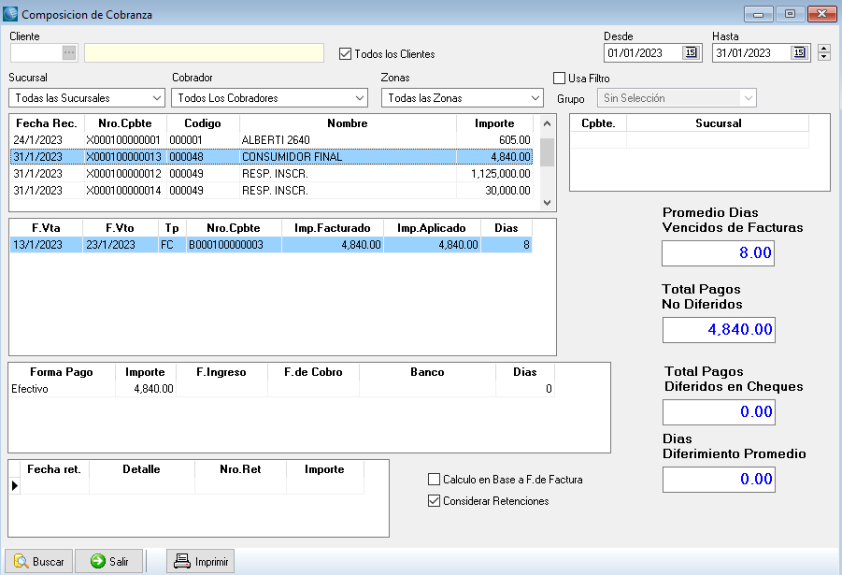 Composicion de Cobranza
Cliente
Todos los Clientes
Desde
Hasta
01/01/2023
15
31/01/2023
15
Sucursal
Cobrador
Zonas
Usa Filtro
Todas las Sucursales
Todos Los Cobradores
Todas las Zonas
Grupo
Sin Selección
Fecha Rec. Nro.Cpbte Codigo Nombre Importe
24/1/2023 X000100000001 000001 ALBERTI 2640 605.00
31/1/2023 X000100000013 000048 CONSUMIDOR FINAL 4,840.00
31/1/2023 X000100000012 000049 RESP. INSCR. 1,125,000.00
31/1/2023 X000100000014 000049 RESP. INSCR. 30,000.00
Cpbte. Sucursal
F.Vta F.Vto Tp Nro.Cpbte Imp.Facturado Imp.Aplicado Dias
13/1/2023 23/1/2023 FC B000100000003 4,840.00 4,840.00 8
Promedio Dias
Vencidos de Facturas
8.00
Total Pagos
No Diferidos
4,840.00
Forma Pago Importe F.Ingreso F.de Cobro Banco Dias
Efectivo 4,840.00 0
Total Pagos
Diferidos en Cheques
0.00
Dias
Diferimiento Promedio
0.00
Fecha ret. Detalle Nro.Ret Importe
Calculo en Base a F.de Factura
Considerar Retenciones
Buscar
Salir
Imprimir